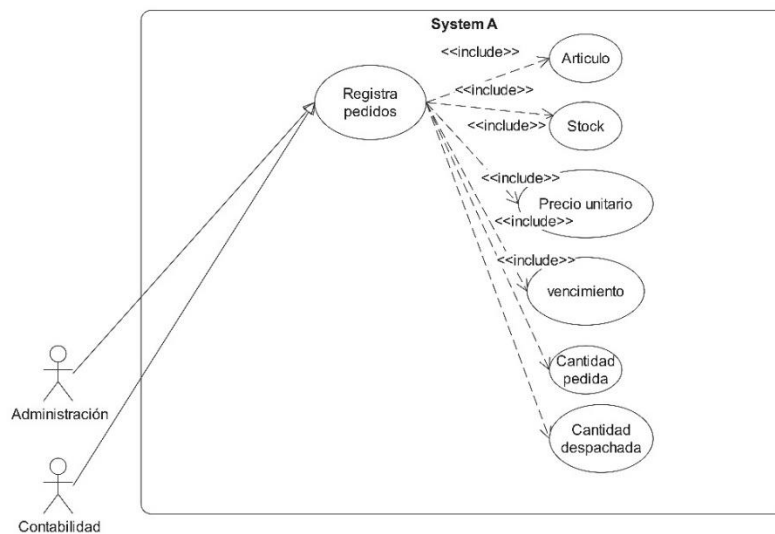 System A
<<include>>
Articulo
Registra
pedidos
<<include>>
<<include>>
Stock
<<include>>
Precio unitario
<<include>>
<<include>>
vencimiento
Cantidad
pedida
Administración
Cantidad
despachada
Contabilidad